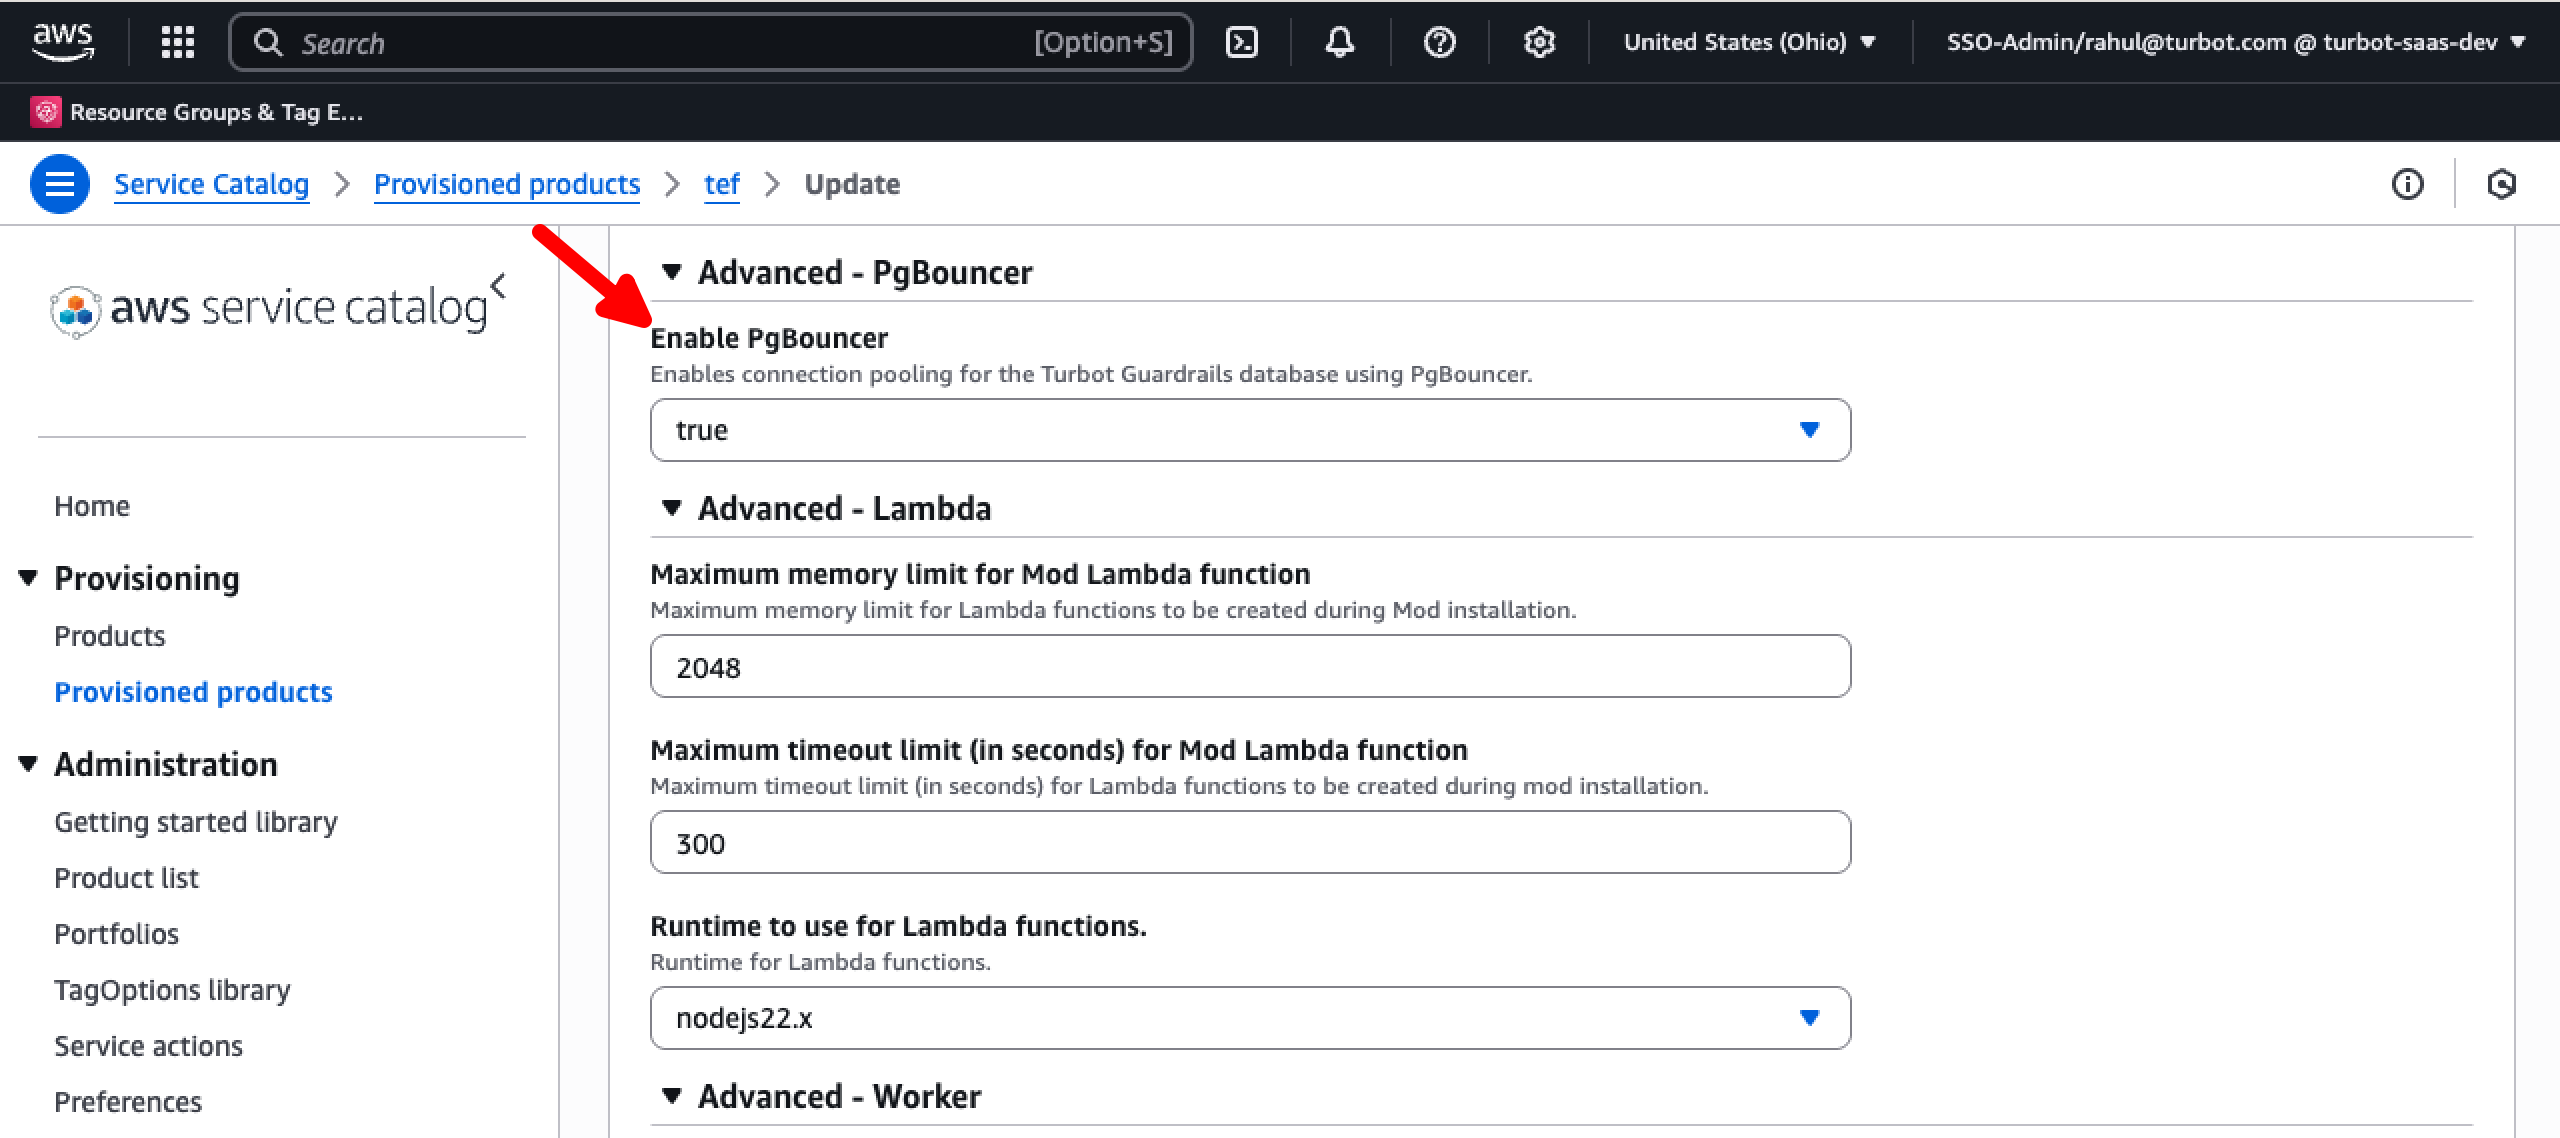 aws
Search
[Option+S]
United States (Ohio)
SSO-Admin/rahul@turbot.com @ turbot-saas-dev
Resource Groups & Tag E...
Service Catalog
Provisioned products
tef
Update
aws service catalog
Home
Provisioning
Products
Provisioned products
Administration
Getting started library
Product list
Portfolios
TagOptions library
Service actions
Preferences
Advanced - PgBouncer
Enable PgBouncer
Enables connection pooling for the Turbot Guardrails database using PgBouncer.
true
Advanced - Lambda
Maximum memory limit for Mod Lambda function
Maximum memory limit for Lambda functions to be created during Mod installation.
2048
Maximum timeout limit (in seconds) for Mod Lambda function
Maximum timeout limit (in seconds) for Lambda functions to be created during mod installation.
300
Runtime to use for Lambda functions.
Runtime for Lambda functions.
nodejs22.x
Advanced - Worker